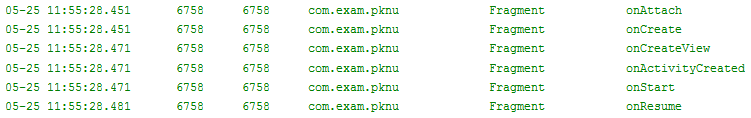 05-25 11:55:28.451 6758 6758 com.exam.pknu Fragment onAttach
05-25 11:55:28.451 6758 6758 com.exam.pknu Fragment onCreate
05-25 11:55:28.471 6758 6758 com.exam.pknu Fragment onCreateView
05-25 11:55:28.471 6758 6758 com.exam.pknu Fragment onActivityCreated
05-25 11:55:28.471 6758 6758 com.exam.pknu Fragment onStart
05-25 11:55:28.481 6758 6758 com.exam.pknu Fragment onResume